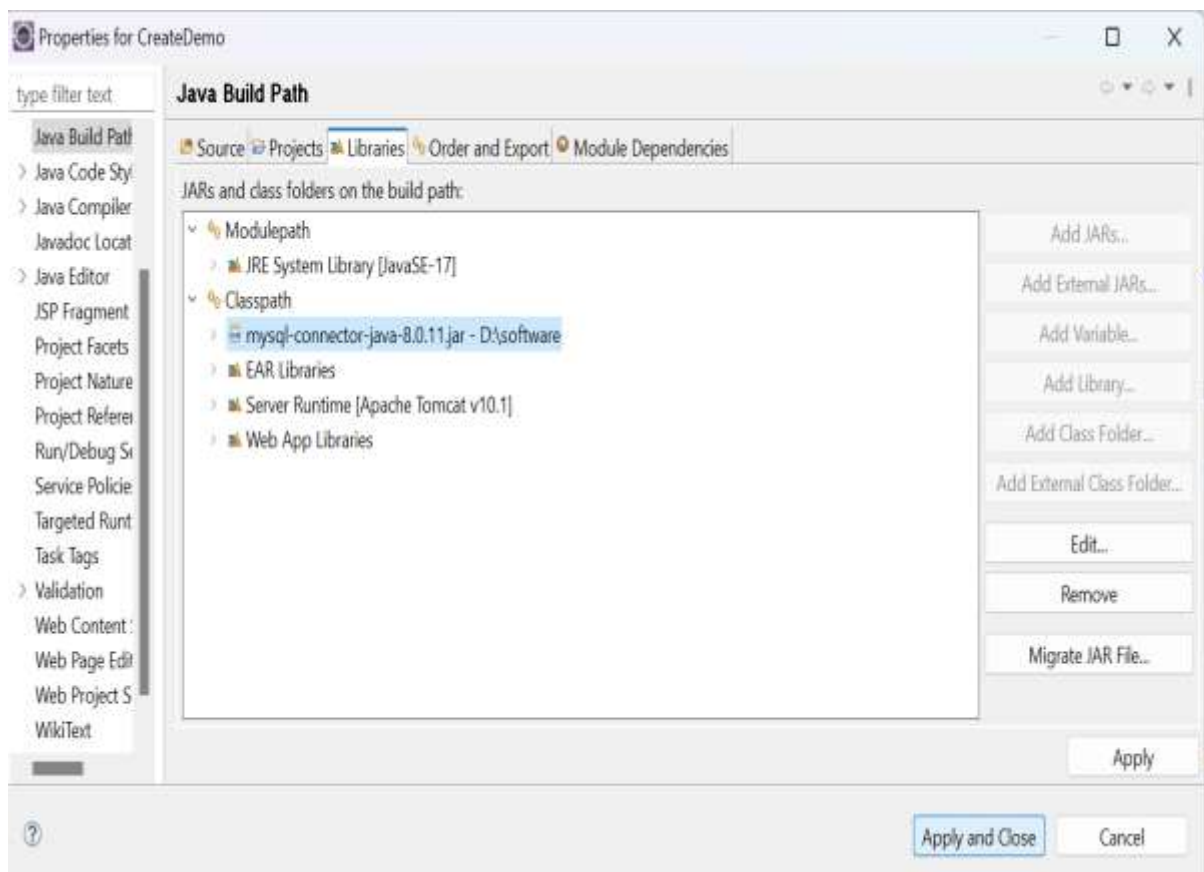 Properties for CreateDemo
type filter text
Java Build Path
Java Build Path
Java Code Sty
Java Compiler
Javadoc Locat
Java Editor
JSP Fragment
Project Facets
Project Nature
Project Referer
Run/Debug Se
Service Policie
Targeted Runt
Task Tags
Validation
Web Content
Web Page Edit
Web Project S
WikiText
Source Projects Libraries Order and Export Module Dependencies
JARs and class folders on the build path:
Modulepath
JRE System Library [JavaSE-17]
Classpath
mysql-connector-java-8.0.11.jar - D:\software
EAR Libraries
Server Runtime [Apache Tomcat v10.1]
Web App Libraries
Add JARs...
Add External JARs...
Add Variable...
Add Library...
Add Class Folder...
Add External Class Folder...
Edit...
Remove
Migrate JAR File...
Apply
Apply and Close Cancel